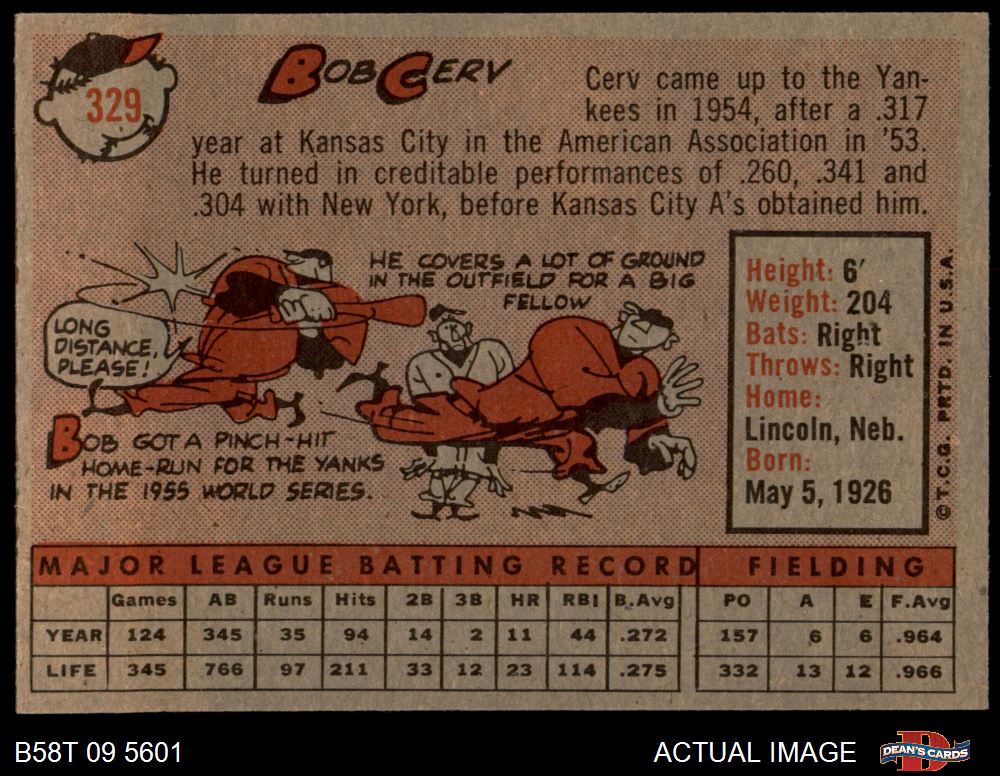 329
BOB CERV
Cerv came up to the Yan-
kees in 1954, after a .317
year at Kansas City in the American Association in '53.
He turned in creditable performances of .260, .341 and
.304 with New York, before Kansas City A's obtained him.
HE COVERS A LOT OF GROUND
IN THE OUTFIELD FOR A BIG
FELLOW
LONG
DISTANCE,
PLEASE!
BOB GOT A PINCH-HIT
HOME-RUN FOR THE YANKS
IN THE 1955 WORLD SERIES.
Height: 6'
Weight: 204
Bats: Right
Throws: Right
Home:
Lincoln, Neb.
Born:
May 5, 1926
© T.C.G. PRTD. IN U.S.A.
MAJOR LEAGUE BATTING RECORD FIELDING
Games AB Runs Hits 2B 3B HR RBI B.Avg PO A E F.Avg
YEAR 124 345 35 94 14 2 11 44 .272 157 6 6 .964
LIFE 345 766 97 211 33 12 23 114 .275 332 13 12 .966
B58T 09 5601 ACTUAL IMAGE DEAN'S CARDS